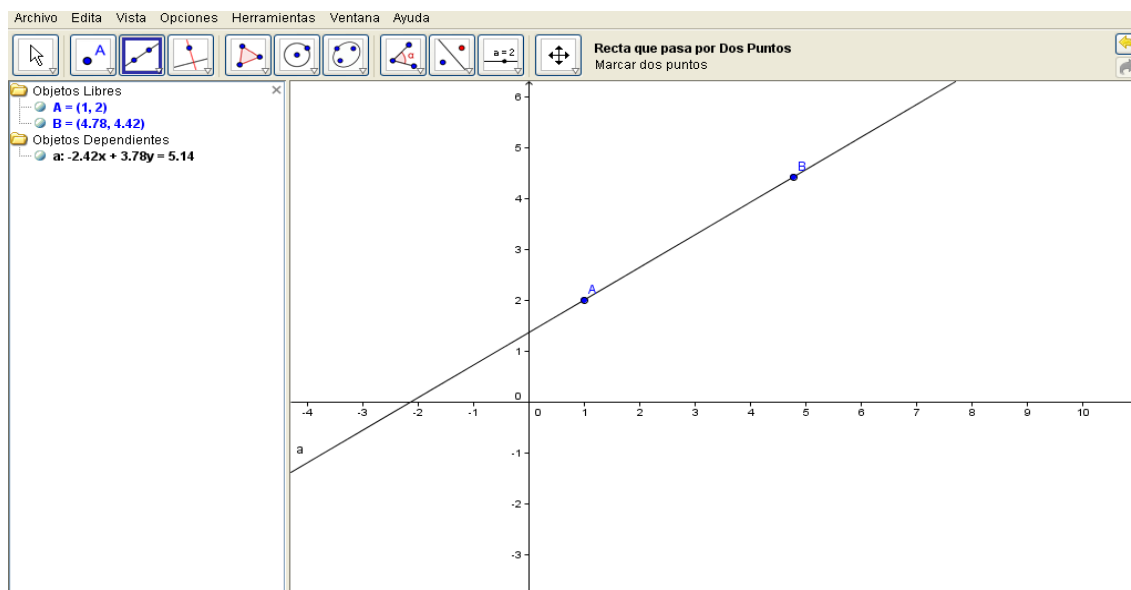 Archivo Edita Vista Opciones Herramientas Ventana Ayuda
A
α
a = 2
Recta que pasa por Dos Puntos
Marcar dos puntos
Objetos Libres
A = (1, 2)
B = (4.78, 4.42)
Objetos Dependientes
a: -2.42x + 3.78y = 5.14
6
5
4
3
2
1
0
-1
-2
-3
-4 -3 -2 -1 0 1 2 3 4 5 6 7 8 9 10
B
A
a